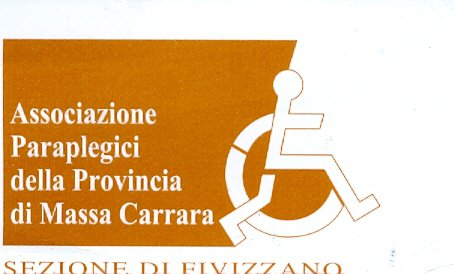 Associazione
Paraplegici
della Provincia
di Massa Carrara
SEZIONE DI FIVIZZANO